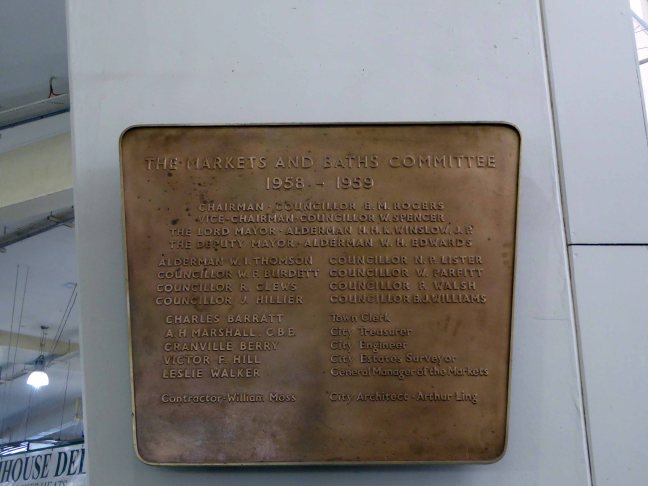 THE MARKETS AND BATHS COMMITTEE
1958 - 1959
CHAIRMAN · COUNCILLOR E. M. ROGERS
VICE-CHAIRMAN · COUNCILLOR W. SPENCER
THE LORD MAYOR · ALDERMAN H.H.K. WINSLOW, J.P.
THE DEPUTY MAYOR · ALDERMAN W. H. EDWARDS
ALDERMAN W. I. THOMSON COUNCILLOR N. P. LISTER
COUNCILLOR W. F. BURDETT COUNCILLOR W. PARFITT
COUNCILLOR R. CLEWS COUNCILLOR P. WALSH
COUNCILLOR J. HILLIER COUNCILLOR B.J. WILLIAMS
CHARLES BARRATT Town Clerk
A. H. MARSHALL, C.B.E. City Treasurer
GRANVILLE BERRY City Engineer
VICTOR F. HILL City Estates Surveyor
LESLIE WALKER General Manager of the Markets
Contractor · William Moss City Architect · Arthur Ling
HOUSE DEL